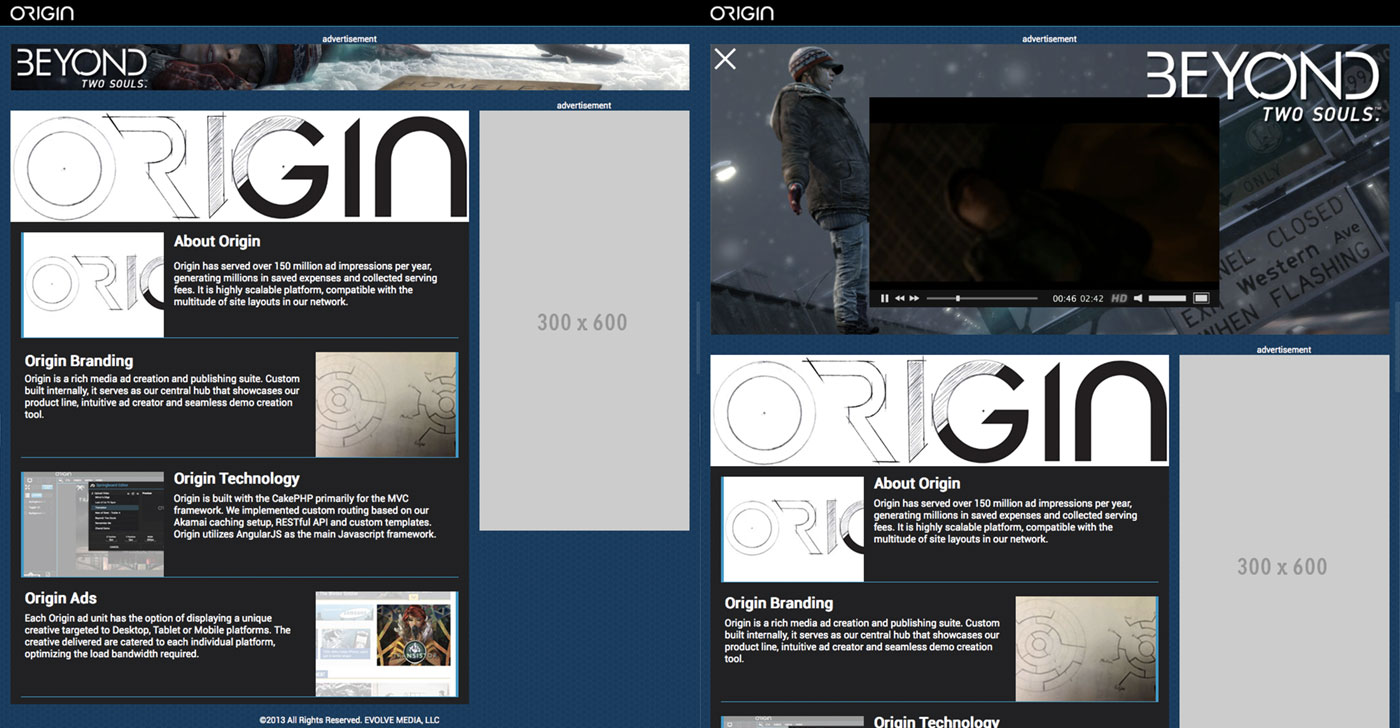 ORIGIN
advertisement
BEYOND
TWO SOULS™
HOMELESS
advertisement
ORIGIN
300 x 600
About Origin
Origin has served over 150 million ad impressions per year,
generating millions in saved expenses and collected serving
fees. It is highly scalable platform, compatible with the
multitude of site layouts in our network.
Origin Branding
Origin is a rich media ad creation and publishing suite. Custom
built internally, it serves as our central hub that showcases our
product line, intuitive ad creator and seamless demo creation
tool.
Origin Technology
Origin is built with the CakePHP primarily for the MVC
framework. We implemented custom routing based on our
Akamai caching setup, RESTful API and custom templates.
Origin utilizes AngularJS as the main Javascript framework.
Origin Ads
Each Origin ad unit has the option of displaying a unique
creative targeted to Desktop, Tablet or Mobile platforms. The
creative delivered are catered to each individual platform,
optimizing the load bandwidth required.
TRANSISTOR
©2013 All Rights Reserved. EVOLVE MEDIA, LLC
ORIGIN
advertisement
BEYOND
TWO SOULS™
ONLY
CLOSED
Western Ave
WHEN FLASHING
00:46 02:42 HD
advertisement
ORIGIN
300 x 600
About Origin
Origin has served over 150 million ad impressions per year,
generating millions in saved expenses and collected serving
fees. It is highly scalable platform, compatible with the
multitude of site layouts in our network.
Origin Branding
Origin is a rich media ad creation and publishing suite. Custom
built internally, it serves as our central hub that showcases our
product line, intuitive ad creator and seamless demo creation
tool.
Origin Technology